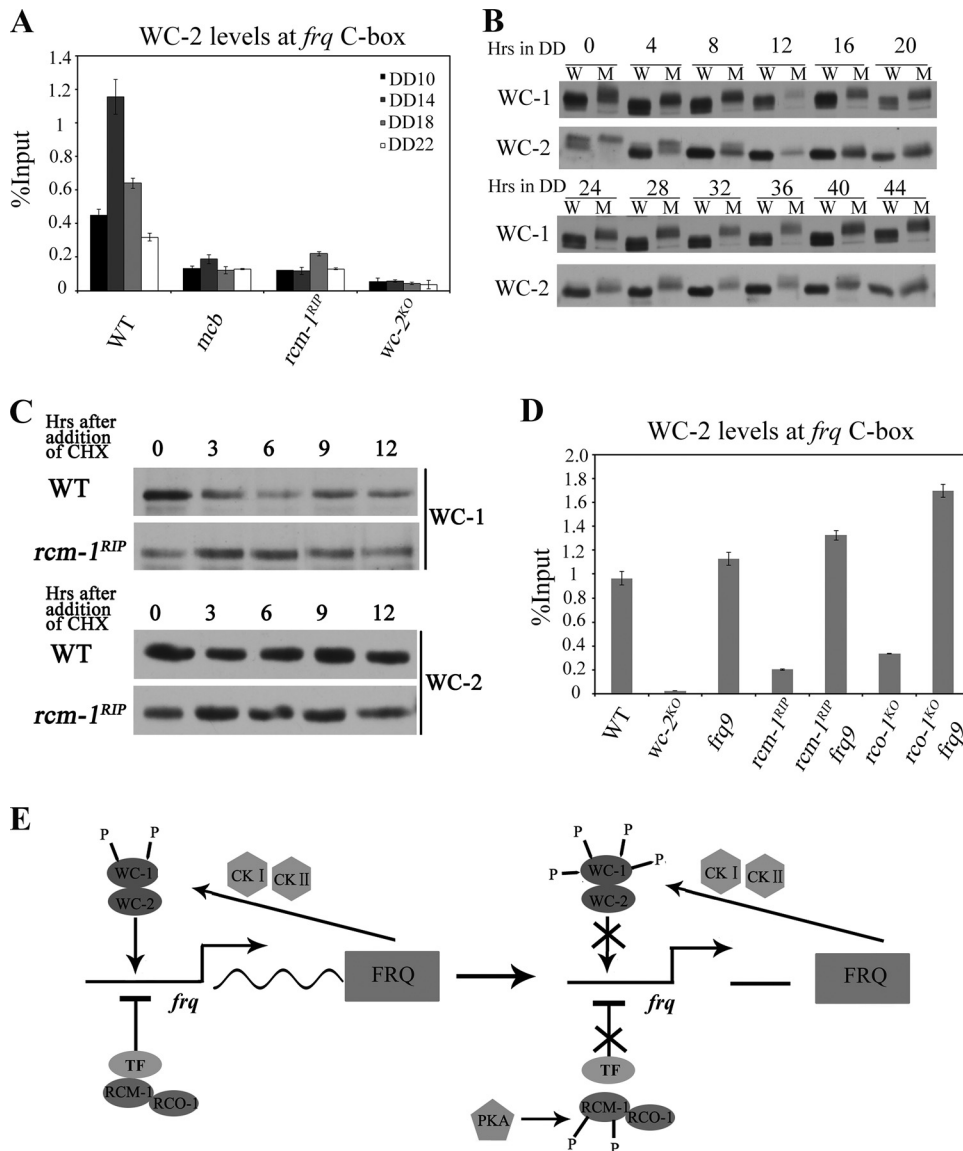 A
WC-2 levels at frq C-box
DD10
DD14
DD18
DD22
%Input
1.4
1.2
1
0.8
0.6
0.4
0.2
0
WT
mcb
rcm-1RIP
wc-2KO
B
Hrs in DD 0 4 8 12 16 20
W M W M W M W M W M W M
WC-1
WC-2
Hrs in DD 24 28 32 36 40 44
W M W M W M W M W M W M
WC-1
WC-2
C
Hrs after
addition
of CHX 0 3 6 9 12
WT
rcm-1RIP
WC-1
Hrs after
addition
of CHX 0 3 6 9 12
WT
rcm-1RIP
WC-2
D
WC-2 levels at frq C-box
%Input
2.0
1.8
1.6
1.4
1.2
1
0.8
0.6
0.4
0.2
0
WT
wc-2KO
frq9
rcm-1RIP
rcm-1RIP
frq9
rco-1KO
rco-1KO
frq9
E
P P
WC-1
WC-2
CK I CK II
frq
FRQ
TF
RCM-1
RCO-1
P P
P P
WC-1
WC-2
CK I CK II
frq
FRQ
TF
PKA
RCM-1
RCO-1
P P